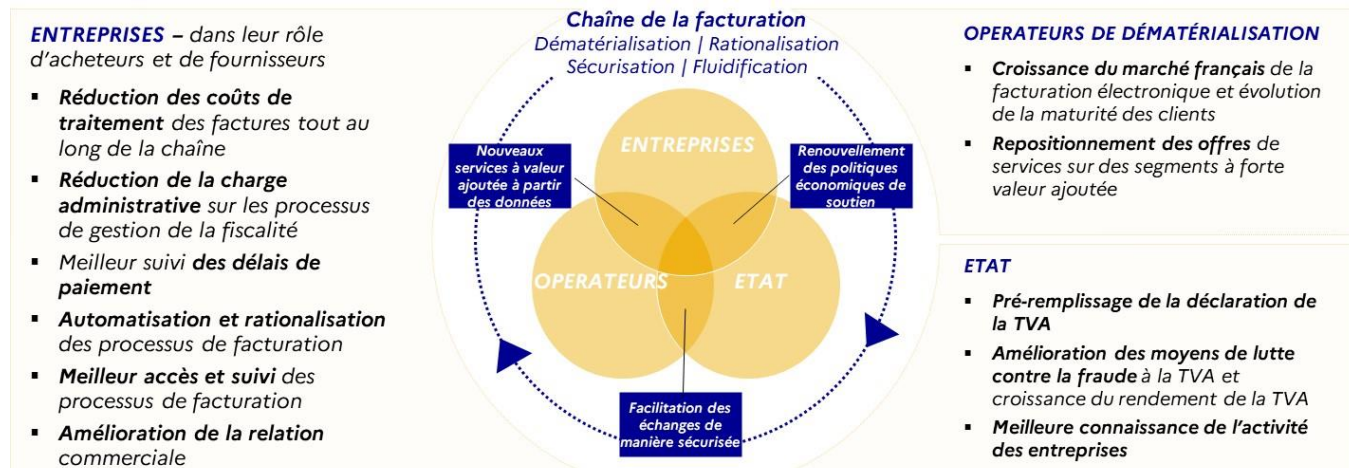 ENTREPRISES – dans leur rôle
d’acheteurs et de fournisseurs
▪ Réduction des coûts de
traitement des factures tout au
long de la chaîne
▪ Réduction de la charge
administrative sur les processus
de gestion de la fiscalité
▪ Meilleur suivi des délais de
paiement
▪ Automatisation et rationalisation
des processus de facturation
▪ Meilleur accès et suivi des
processus de facturation
▪ Amélioration de la relation
commerciale
Chaîne de la facturation
Dématérialisation | Rationalisation
Sécurisation | Fluidification
ENTREPRISES
Nouveaux
services à valeur
ajoutée à partir
des données
Renouvellement
des politiques
économiques de
soutien
OPERATEURS
ETAT
Facilitation des
échanges de
manière sécurisée
OPERATEURS DE DÉMATÉRIALISATION
▪ Croissance du marché français de la
facturation électronique et évolution
de la maturité des clients
▪ Repositionnement des offres de
services sur des segments à forte
valeur ajoutée
ETAT
▪ Pré-remplissage de la déclaration de
la TVA
▪ Amélioration des moyens de lutte
contre la fraude à la TVA et
croissance du rendement de la TVA
▪ Meilleure connaissance de l’activité
des entreprises